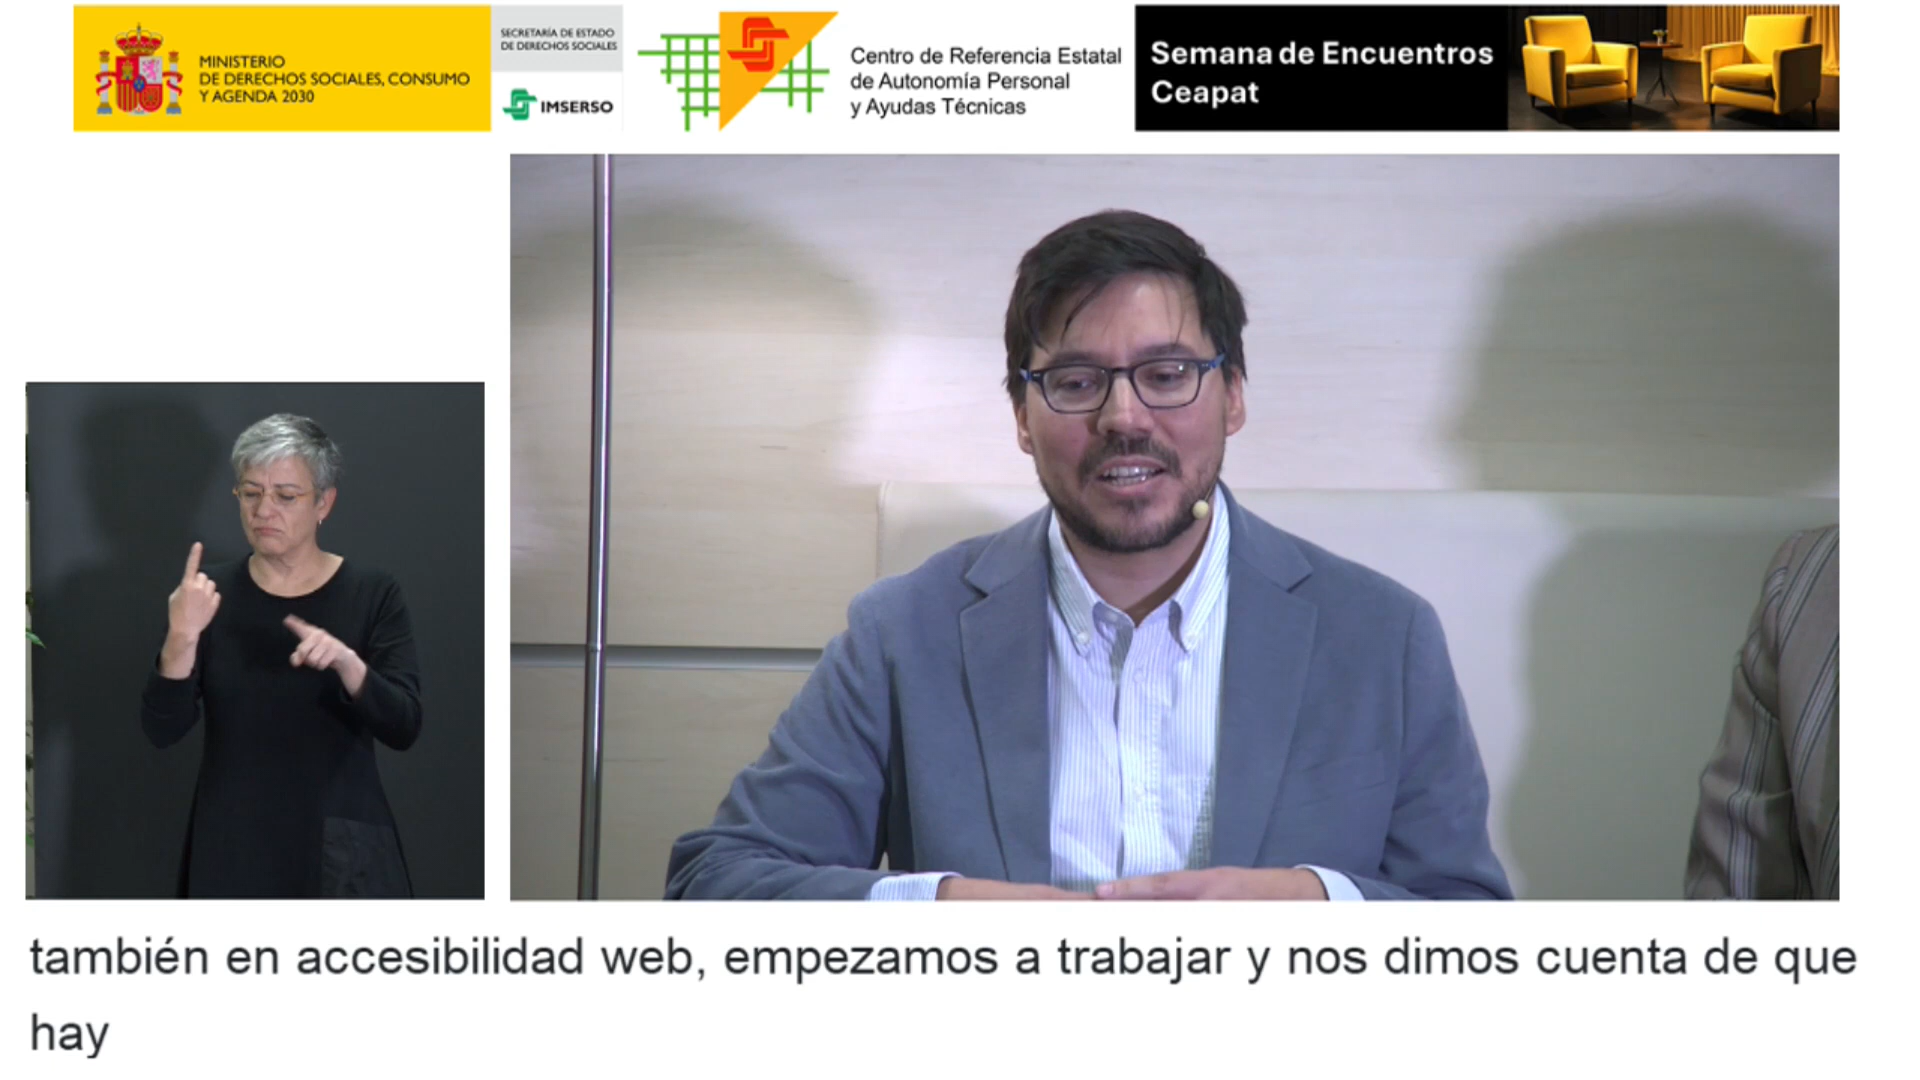 MINISTERIO
DE DERECHOS SOCIALES, CONSUMO
Y AGENDA 2030
SECRETARÍA DE ESTADO
DE DERECHOS SOCIALES
IMSERSO
Centro de Referencia Estatal
de Autonomía Personal
y Ayudas Técnicas
Semana de Encuentros
Ceapat
también en accesibilidad web, empezamos a trabajar y nos dimos cuenta de que
hay